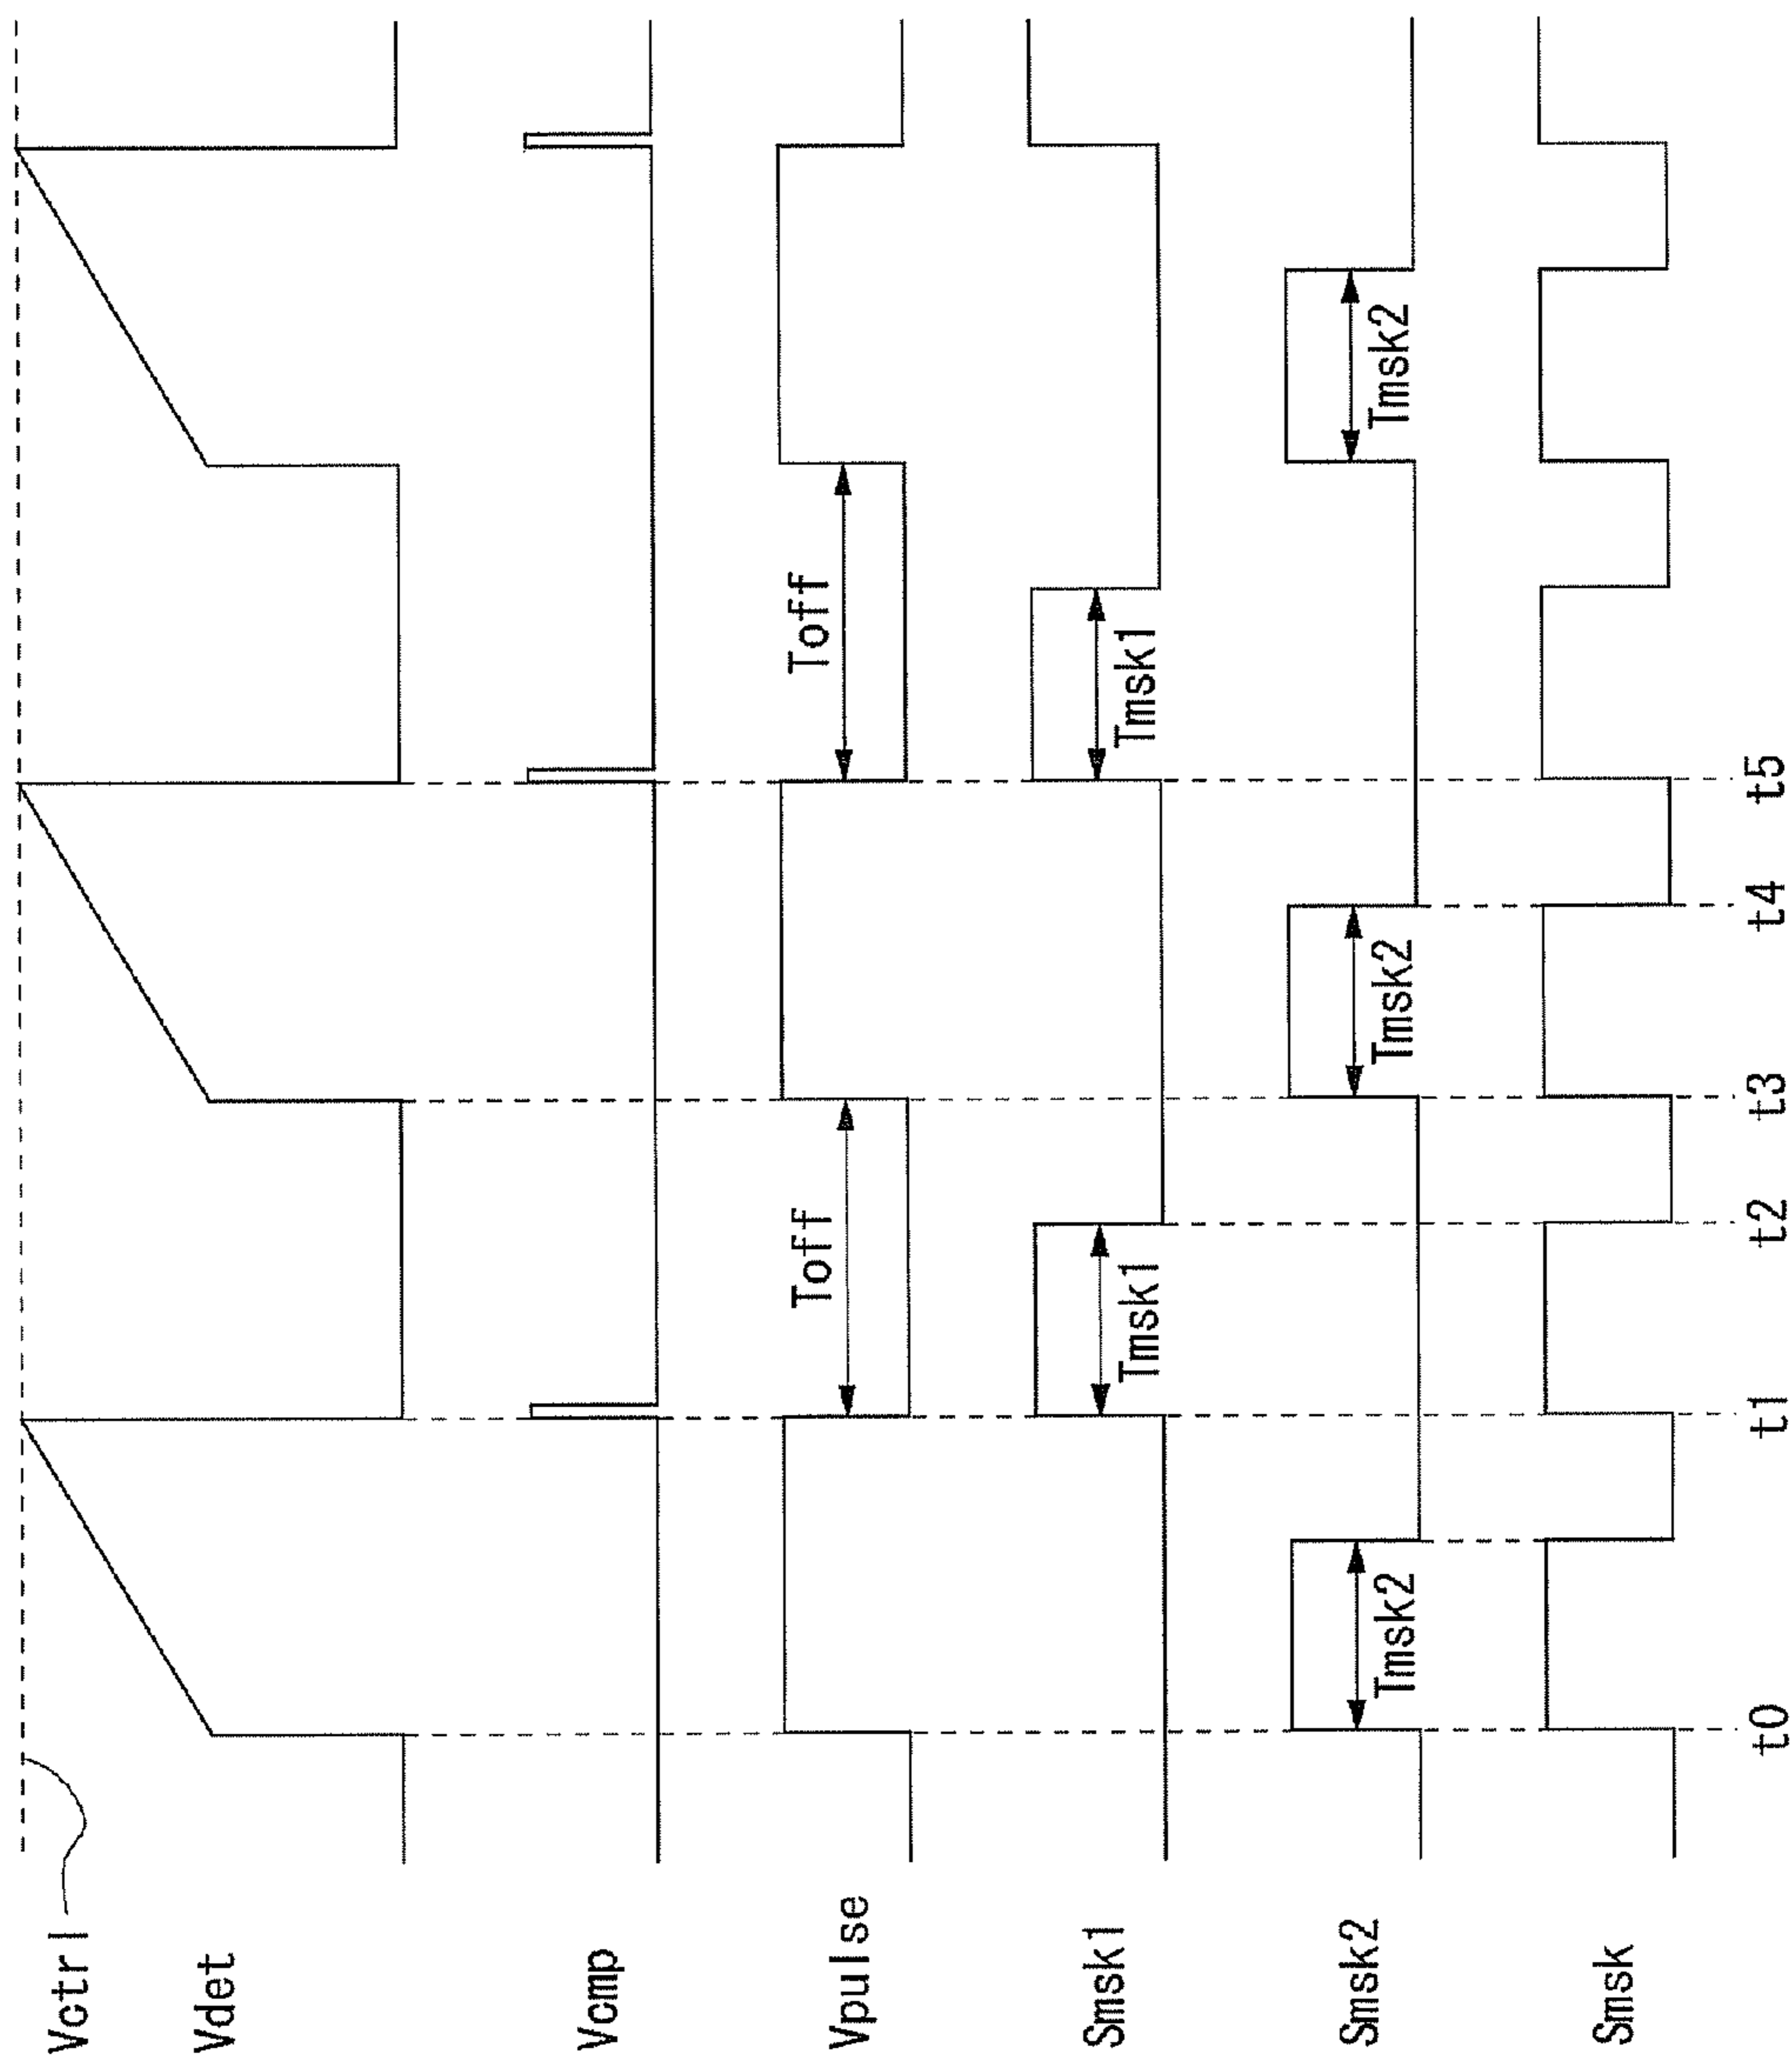 Vctrl
Vdet
Vcmp
Vpulse
Toff
Toff
Smsk1
Tmsk1
Tmsk1
Smsk2
Tmsk2
Tmsk2
Tmsk2
Smsk
t0
t1
t2
t3
t4
t5